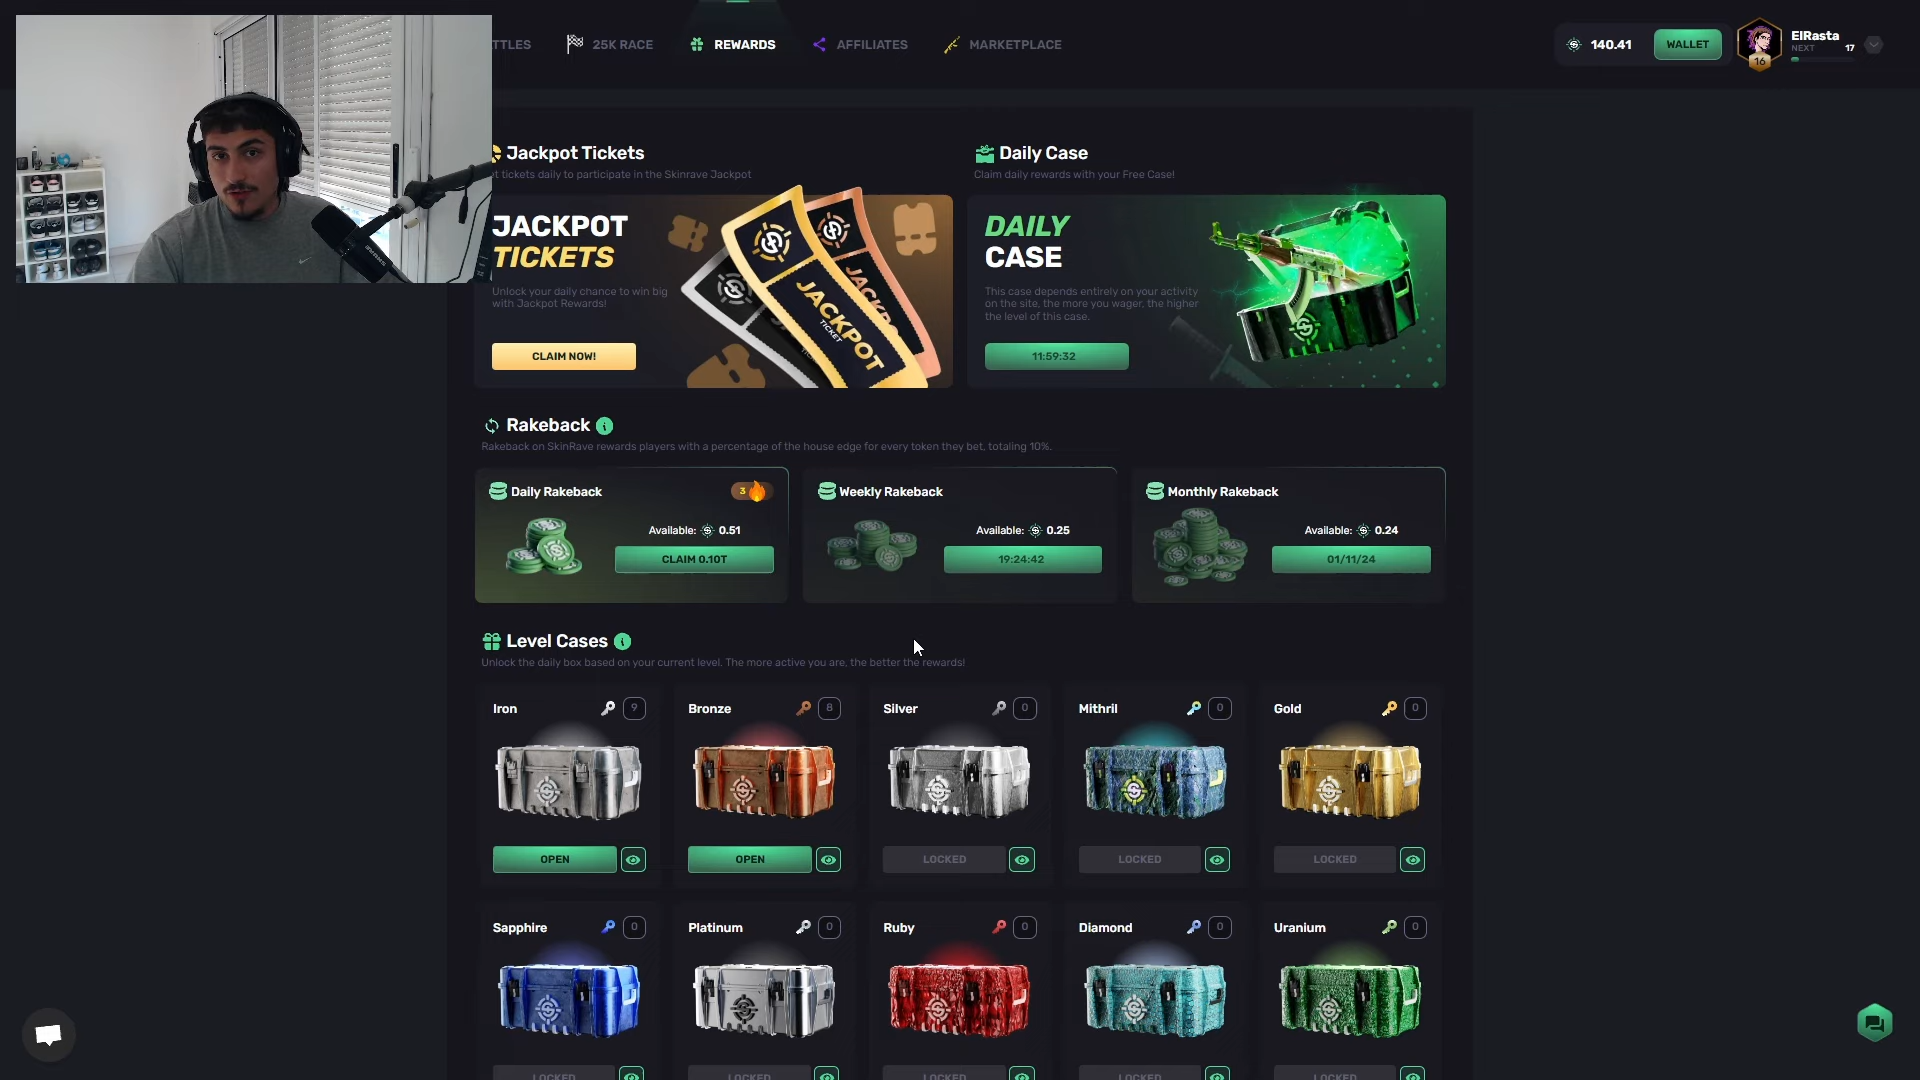 TTLES
25K RACE
REWARDS
AFFILIATES
MARKETPLACE
140.41
WALLET
16
ElRasta
NEXT
17
Jackpot Tickets
t tickets daily to participate in the Skinrave Jackpot
JACKPOT
TICKETS
Unlock your daily chance to win big
with Jackpot Rewards!
CLAIM NOW!
JACKPOT
TICKET
Daily Case
Claim daily rewards with your Free Case!
DAILY
CASE
This case depends entirely on your activity
on the site, the more you wager, the higher
the level of this case.
11:59:32
Rakeback
Rakeback on SkinRave rewards players with a percentage of the house edge for every token they bet, totaling 10%.
Daily Rakeback
3
Available: 0.51
CLAIM 0.10T
Weekly Rakeback
Available: 0.25
19:24:42
Monthly Rakeback
Available: 0.24
01/11/24
Level Cases
Unlock the daily box based on your current level. The more active you are, the better the rewards!
Iron
9
OPEN
Bronze
8
OPEN
Silver
0
LOCKED
Mithril
0
LOCKED
Gold
0
LOCKED
Sapphire
0
LOCKED
Platinum
0
LOCKED
Ruby
0
LOCKED
Diamond
0
LOCKED
Uranium
0
LOCKED